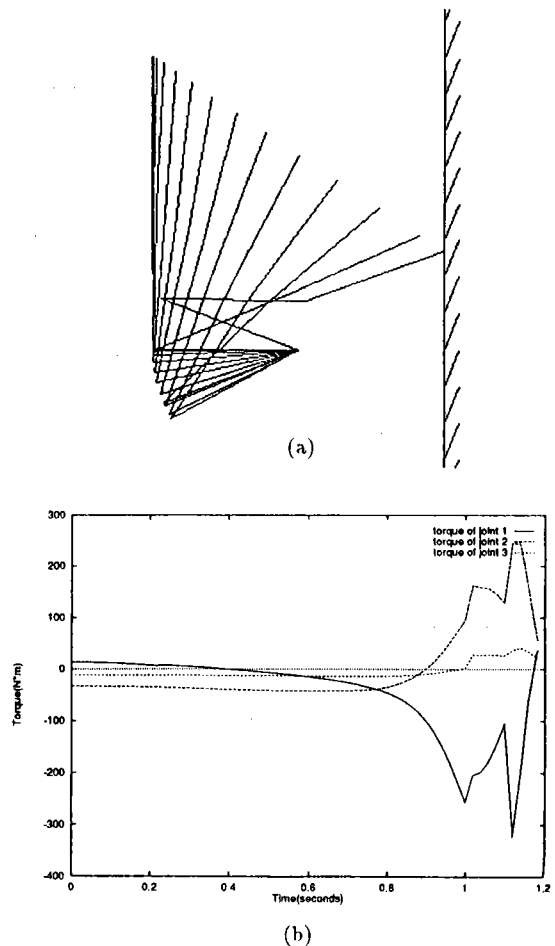 (a)
300
200
100
0
-100
-200
-300
-400
Torque(N*m)
torque of joint 1
torque of joint 2
torque of joint 3
0 0.2 0 4 0.6 0.8 1 1.2
Time(seconds)
(b)